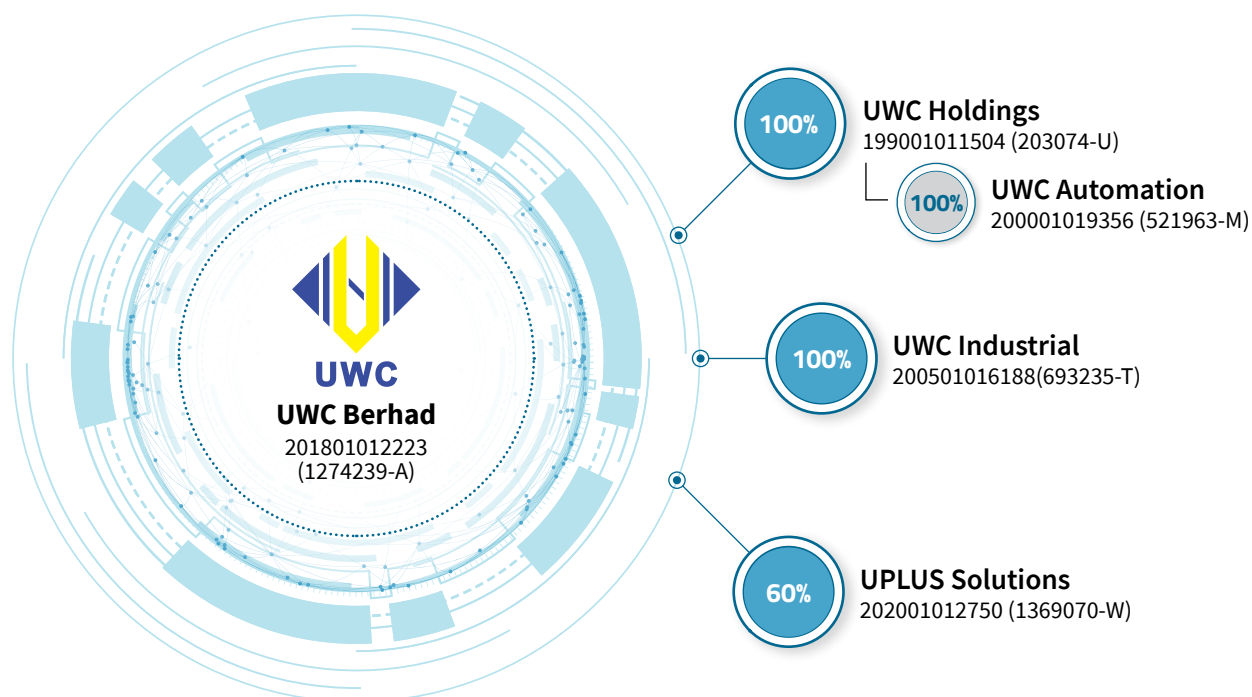 UWC
UWC Berhad
201801012223
(1274239-A)
100%
UWC Holdings
199001011504 (203074-U)
100%
UWC Automation
200001019356 (521963-M)
100%
UWC Industrial
200501016188(693235-T)
60%
UPLUS Solutions
202001012750 (1369070-W)